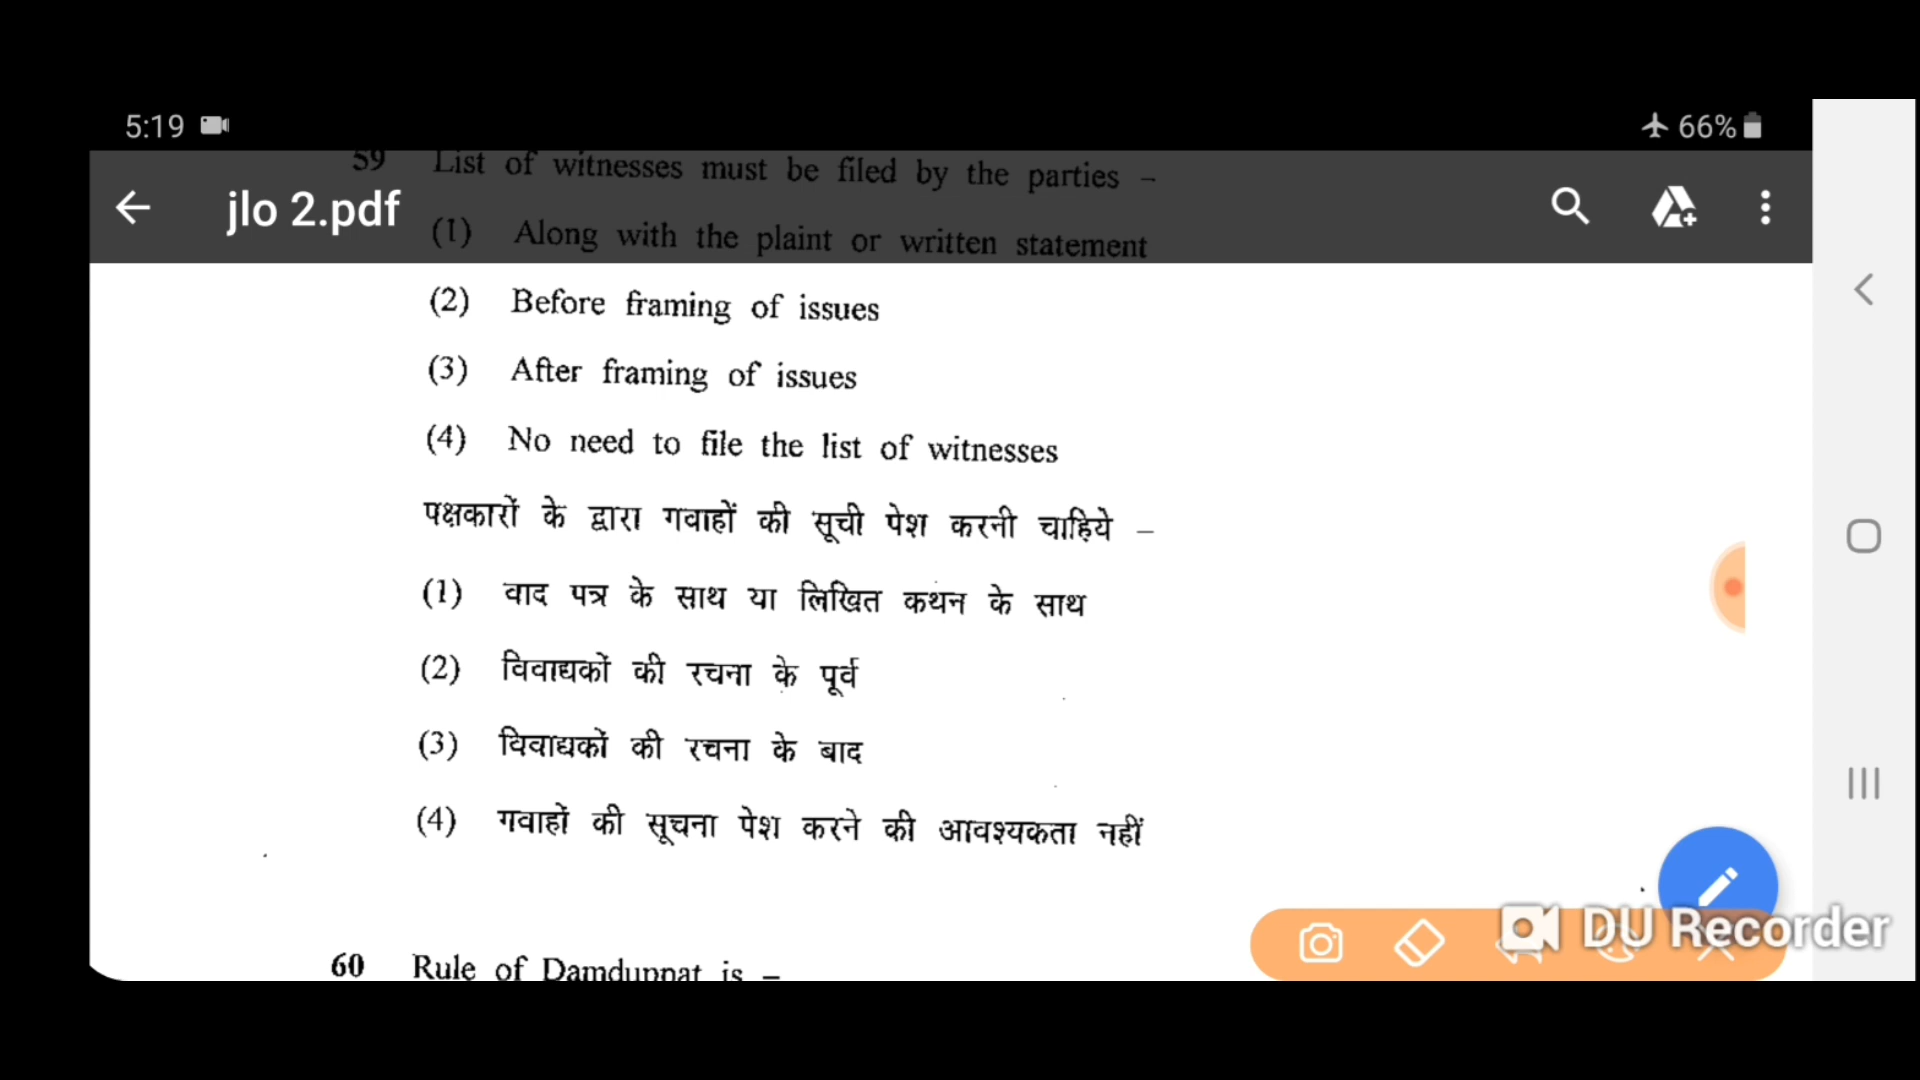 5:19
66%
59 List of witnesses must be filed by the parties –
jlo 2.pdf
(1) Along with the plaint or written statement
(2) Before framing of issues
(3) After framing of issues
(4) No need to file the list of witnesses
पक्षकारों के द्वारा गवाहों की सूची पेश करनी चाहिये –
(1) वाद पत्र के साथ या लिखित कथन के साथ
(2) विवाद्यकों की रचना के पूर्व
(3) विवाद्यकों की रचना के बाद
(4) गवाहों की सूचना पेश करने की आवश्यकता नहीं
DU Recorder
60 Rule of Damduppat is –